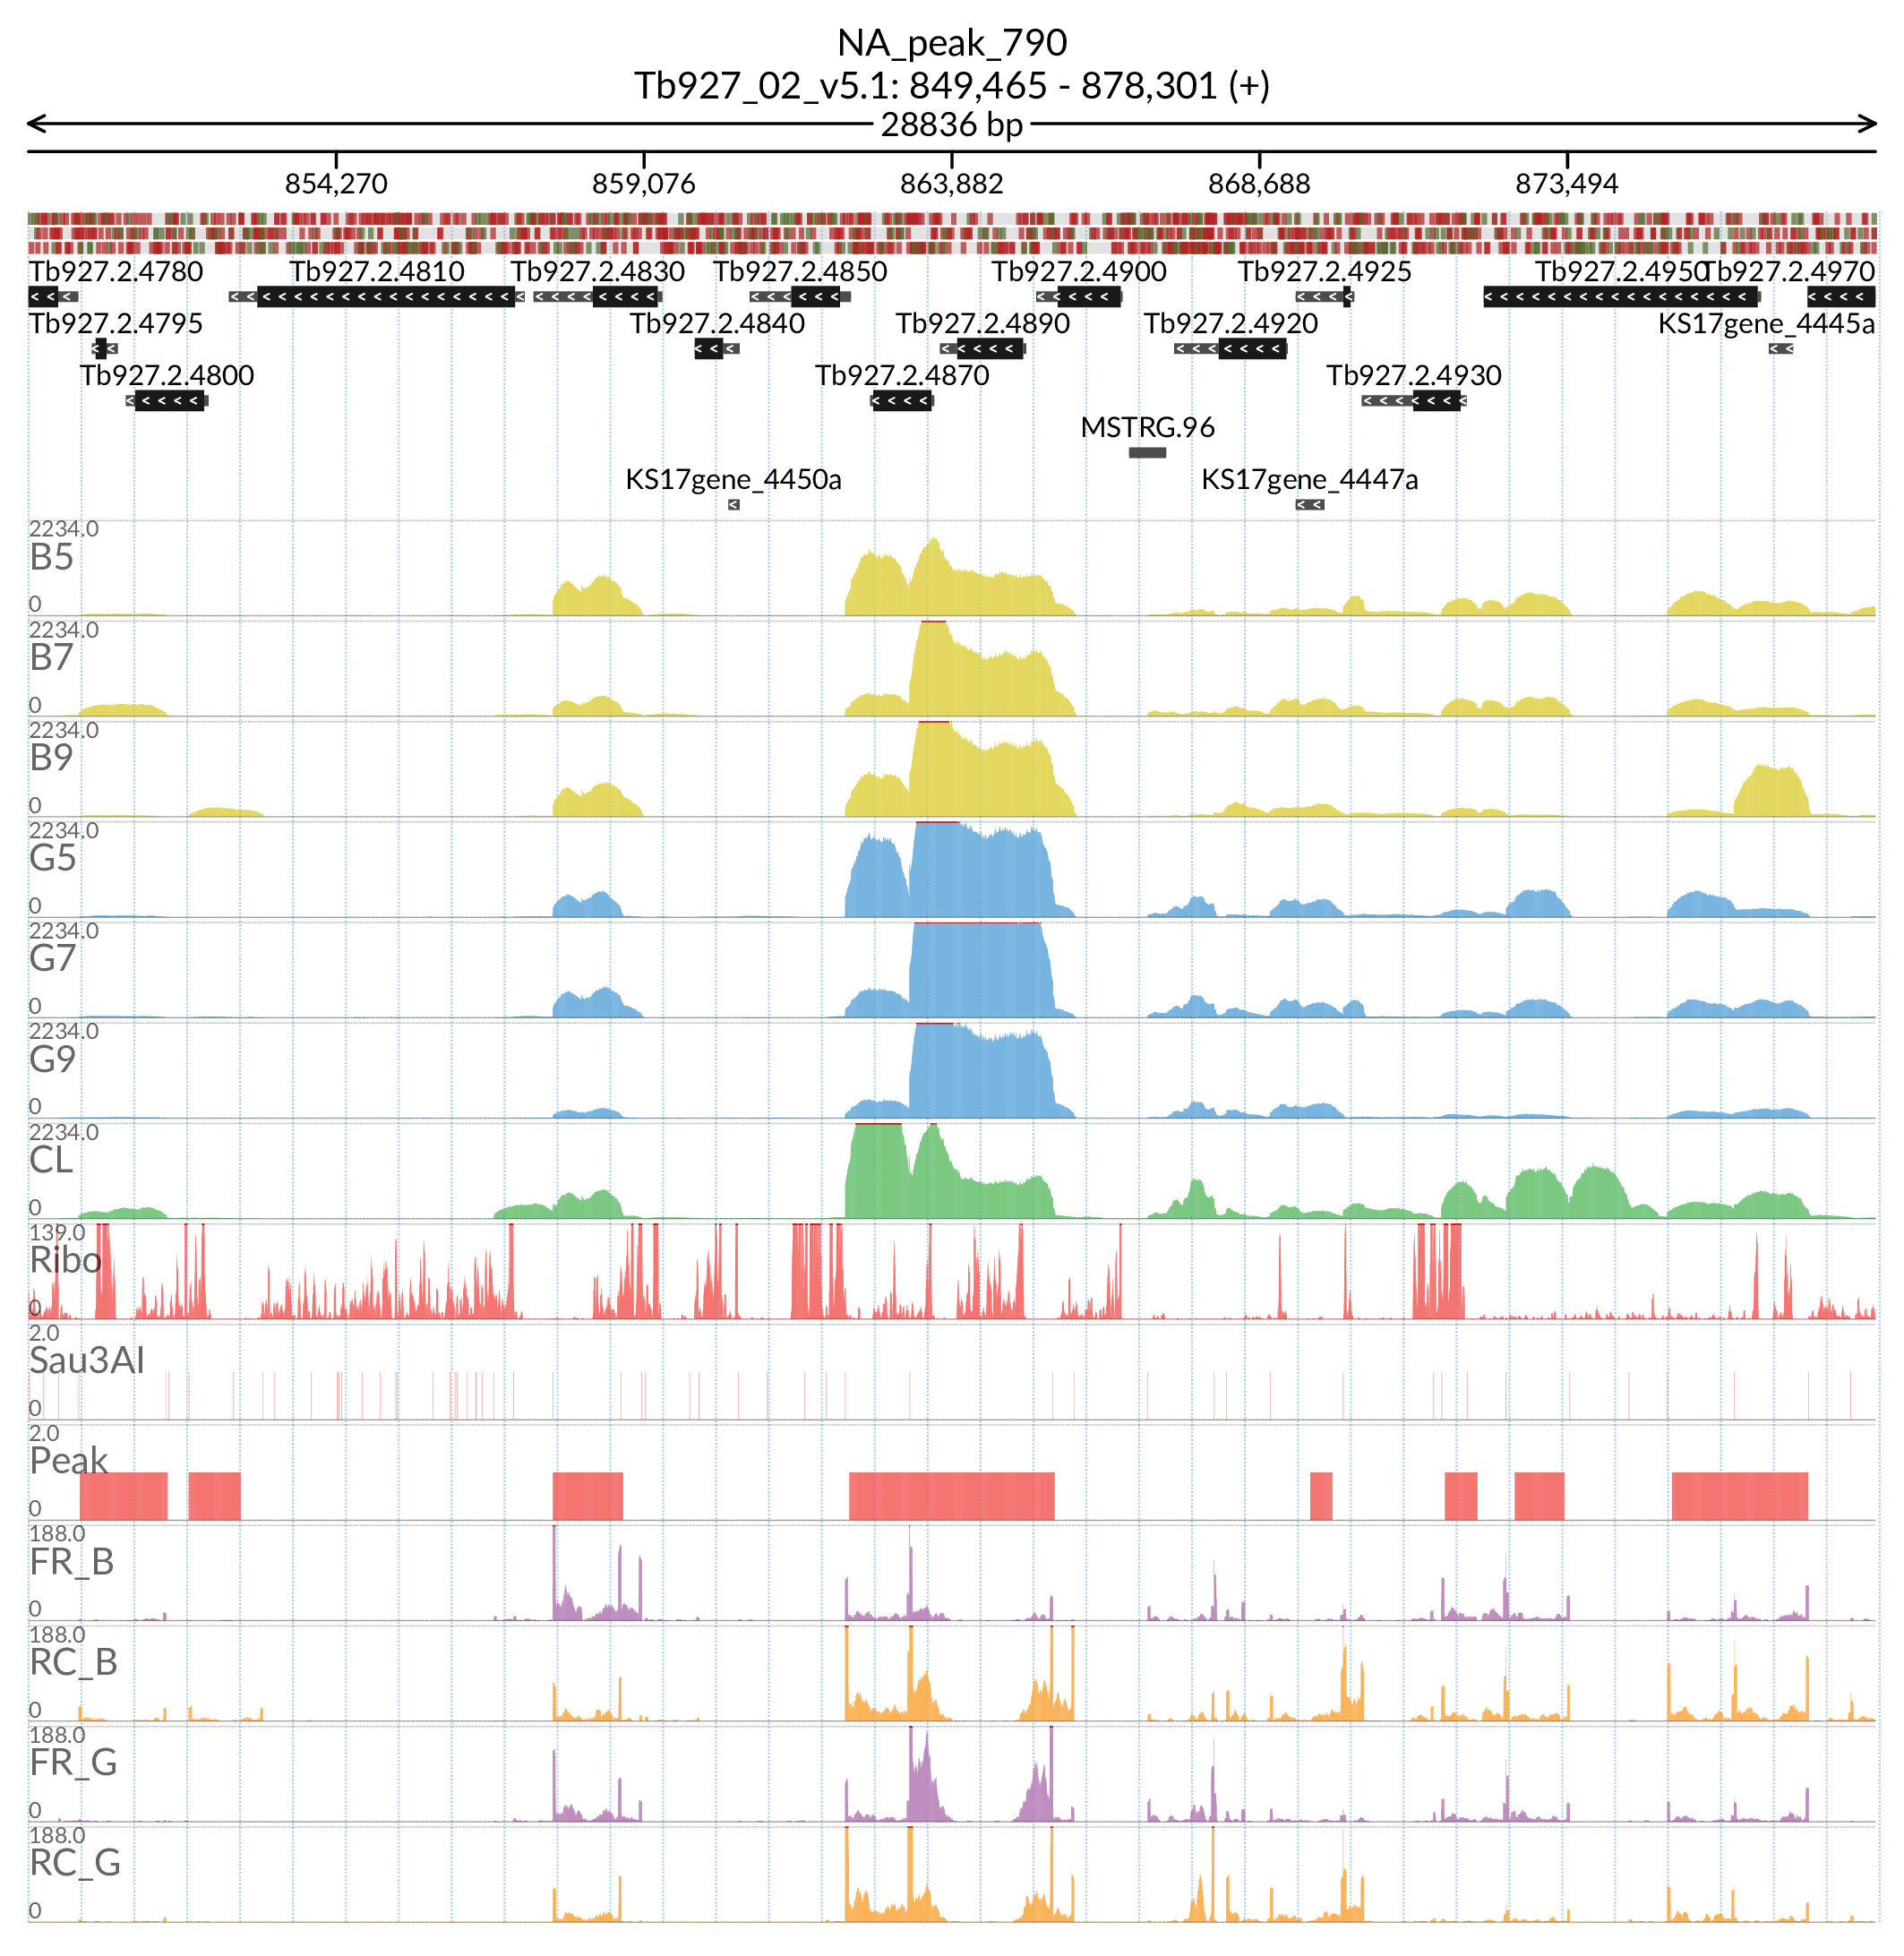 NA_peak_790
Tb927_02_v5.1: 849,465 - 878,301 (+)
28836 bp
854,270 859,076 863,882 868,688 873,494
Tb927.2.4780 Tb927.2.4810 Tb927.2.4830 Tb927.2.4850 Tb927.2.4900 Tb927.2.4925 Tb927.2.4950 Tb927.2.4970
Tb927.2.4795 Tb927.2.4840 Tb927.2.4890 Tb927.2.4920 KS17gene_4445a
Tb927.2.4800 Tb927.2.4870 Tb927.2.4930
MSTRG.96
KS17gene_4450a KS17gene_4447a
2234.0
B5
0
2234.0
B7
0
2234.0
B9
0
2234.0
G5
0
2234.0
G7
0
2234.0
G9
0
2234.0
CL
0
139.0
Ribo
0
2.0
Sau3AI
0
2.0
Peak
0
188.0
FR_B
0
188.0
RC_B
0
188.0
FR_G
0
188.0
RC_G
0